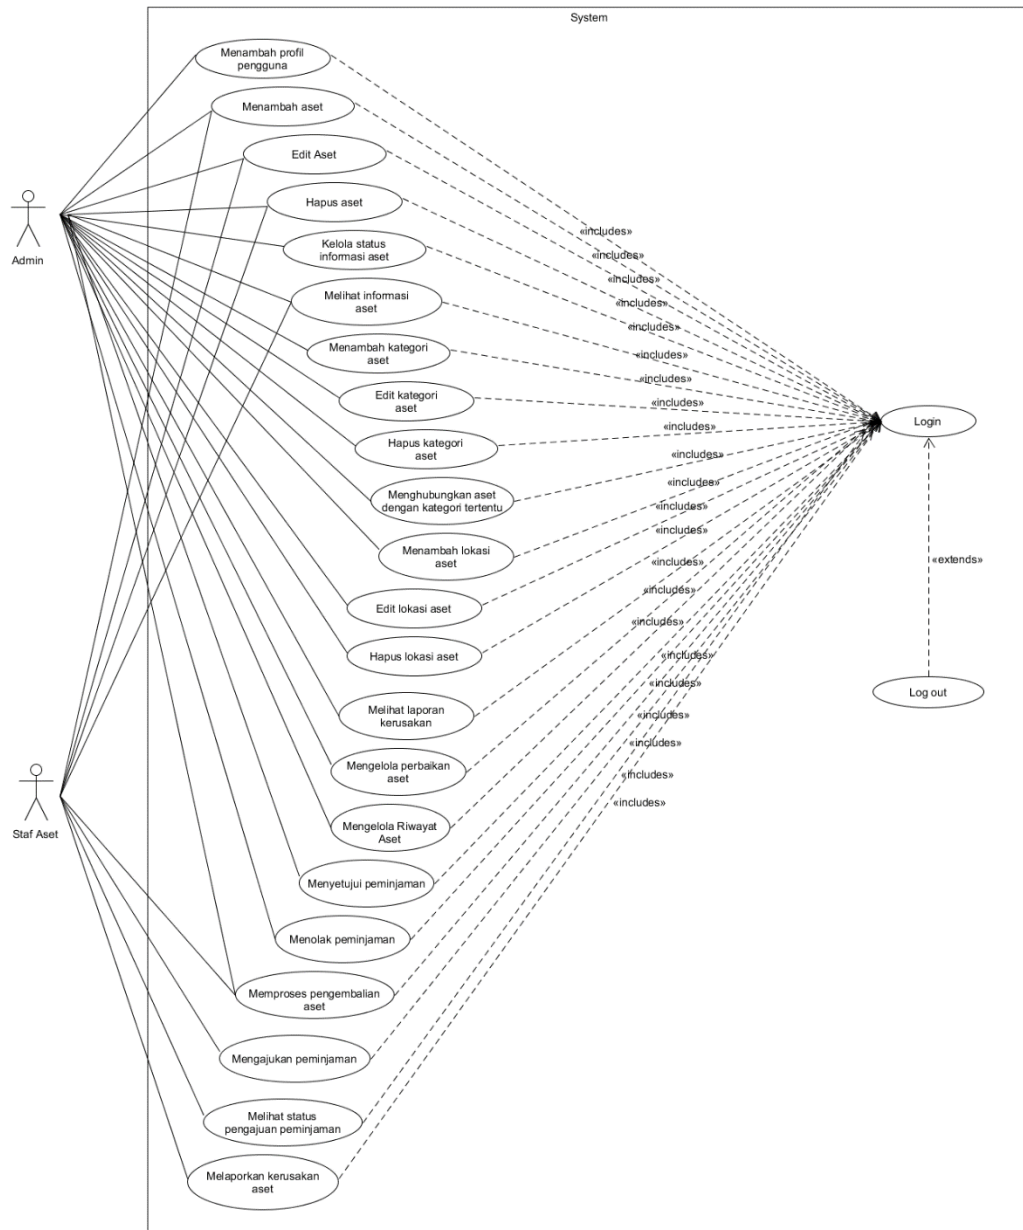 System
Menambah profil
pengguna
Menambah aset
Edit Aset
Hapus aset
Admin
«includes»
Kelola status
informasi aset
«includes»
«includes»
Melihat informasi
aset
«includes»
«includes»
Menambah kategori
aset
«includes»
«includes»
Edit kategori
aset
«includes»
Login
«includes»
Hapus kategori
aset
«includes»
«includes»
Menghubungkan aset
dengan kategori tertentu
«includes»
«includes»
Menambah lokasi
aset
«includes»
«extends»
«includes»
Edit lokasi aset
«includes»
Hapus lokasi aset
«includes»
«includes»
Log out
Melihat laporan
kerusakan
«includes»
«includes»
Mengelola perbaikan
aset
«includes»
«includes»
Staf Aset
Mengelola Riwayat
Aset
Menyetujui peminjaman
Menolak peminjaman
Memproses pengembalian
aset
Mengajukan peminjaman
Melihat status
pengajuan peminjaman
Melaporkan kerusakan
aset